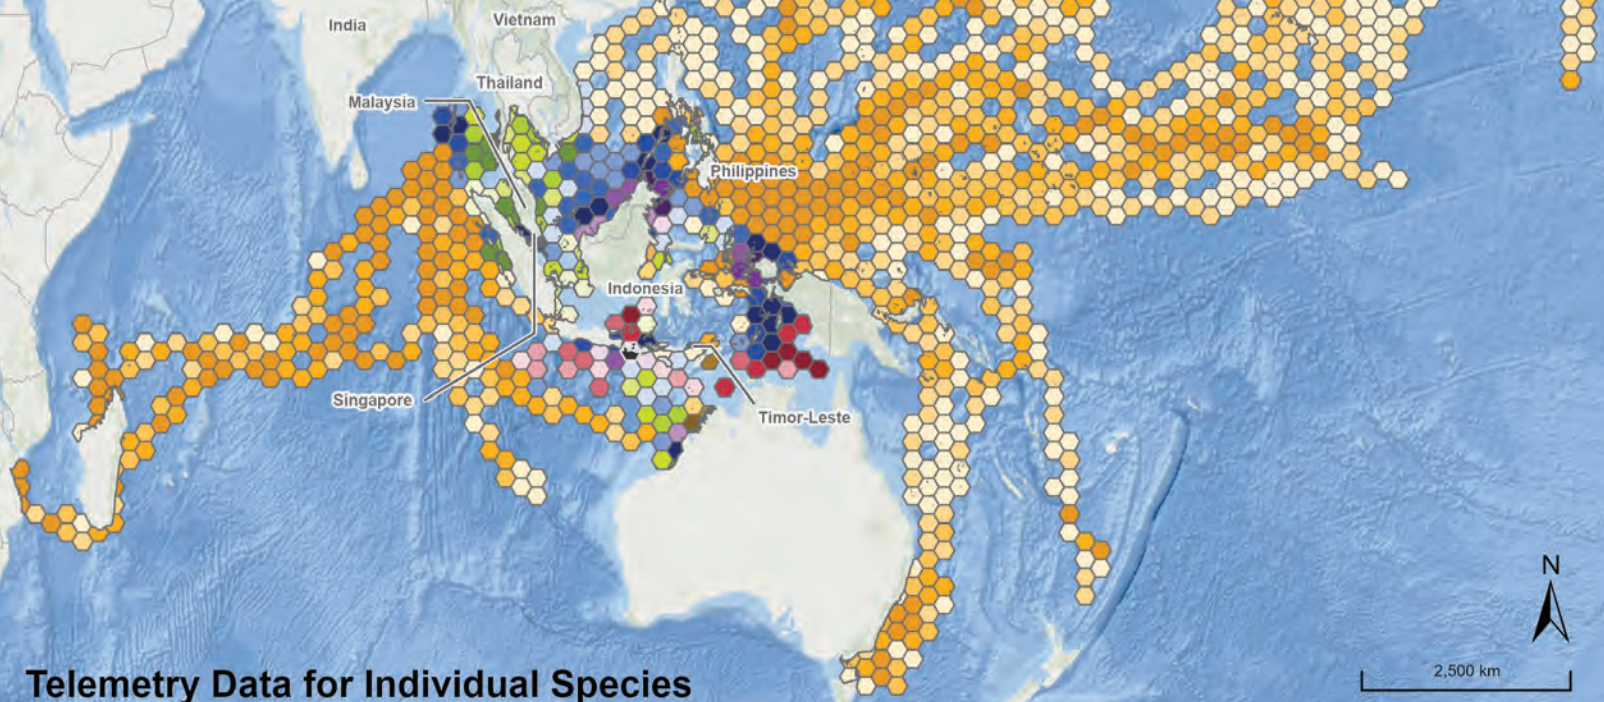 India
Vietnam
Thailand
Malaysia
Philippines
Indonesia
Singapore
Timor-Leste
N
2,500 km
Telemetry Data for Individual Species